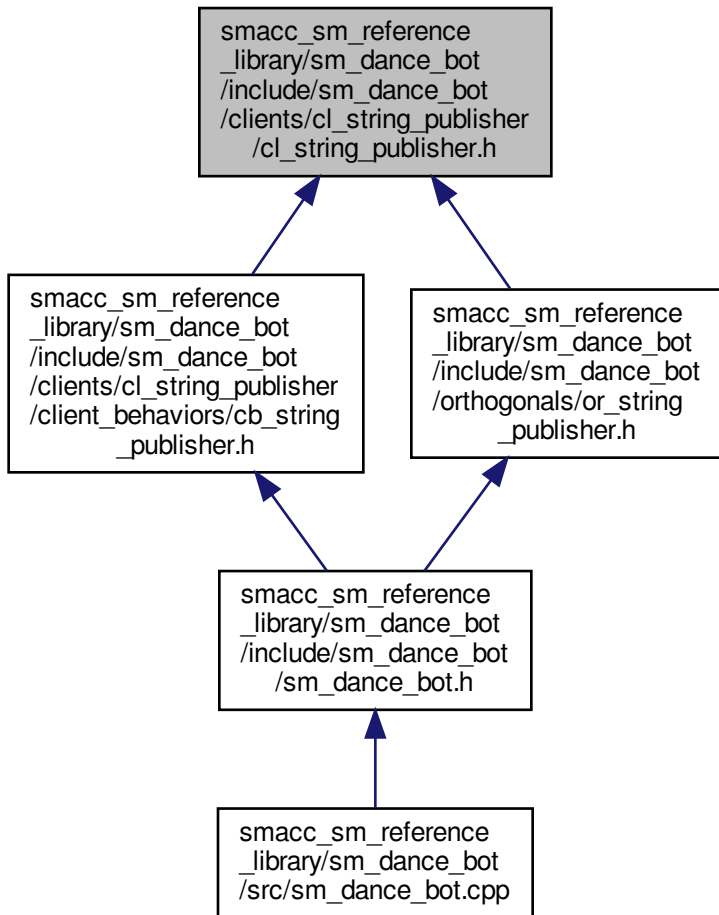 smacc_sm_reference
_library/sm_dance_bot
/include/sm_dance_bot
/clients/cl_string_publisher
/cl_string_publisher.h
smacc_sm_reference
_library/sm_dance_bot
/include/sm_dance_bot
/clients/cl_string_publisher
/client_behaviors/cb_string
_publisher.h
smacc_sm_reference
_library/sm_dance_bot
/include/sm_dance_bot
/orthogonals/or_string
_publisher.h
smacc_sm_reference
_library/sm_dance_bot
/include/sm_dance_bot
/sm_dance_bot.h
smacc_sm_reference
_library/sm_dance_bot
/src/sm_dance_bot.cpp